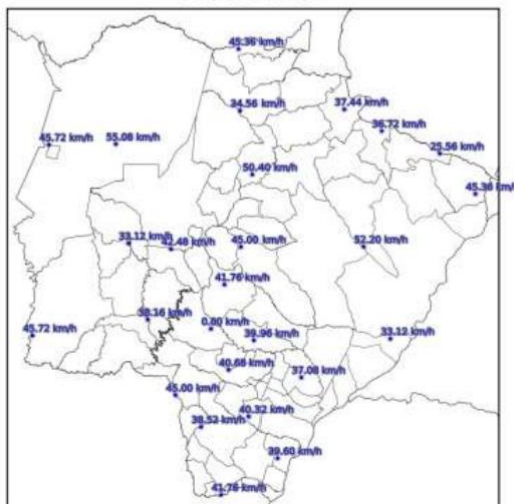 45.36 km/h
34.56 km/h
37.44 km/h
36.72 km/h
45.72 km/h
55.08 km/h
25.56 km/h
50.40 km/h
45.36 km/h
33.12 km/h
42.48 km/h
45.00 km/h
52.20 km/h
41.76 km/h
38.16 km/h
0.00 km/h
45.72 km/h
39.96 km/h
33.12 km/h
40.68 km/h
37.08 km/h
45.00 km/h
40.32 km/h
38.52 km/h
39.60 km/h
41.76 km/h